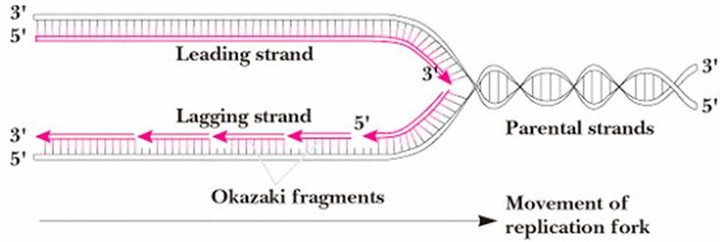 3'
5'
Leading strand
3'
3'
5'
Parental strands
Lagging strand
5'
3'
5'
Okazaki fragments
Movement of
replication fork